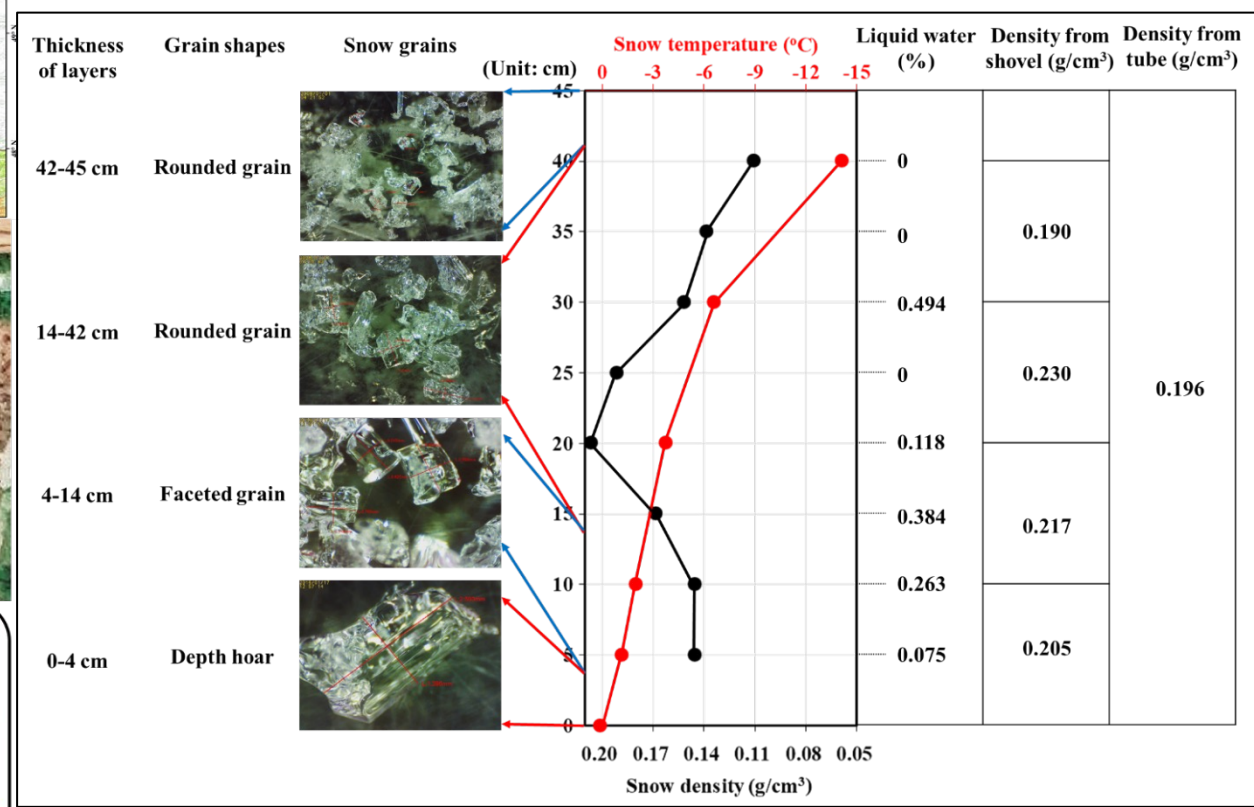 Thickness of layers
Grain shapes
Snow grains
(Unit: cm)
Snow temperature (°C)
0 -3 -6 -9 -12 -15
Liquid water (%)
Density from shovel (g/cm³)
Density from tube (g/cm³)
45
40
35
30
25
20
15
10
5
0
42-45 cm Rounded grain
14-42 cm Rounded grain
4-14 cm Faceted grain
0-4 cm Depth hoar
0
0
0.494
0
0.118
0.384
0.263
0.075
0.190
0.230
0.217
0.205
0.196
0.20 0.17 0.14 0.11 0.08 0.05
Snow density (g/cm³)